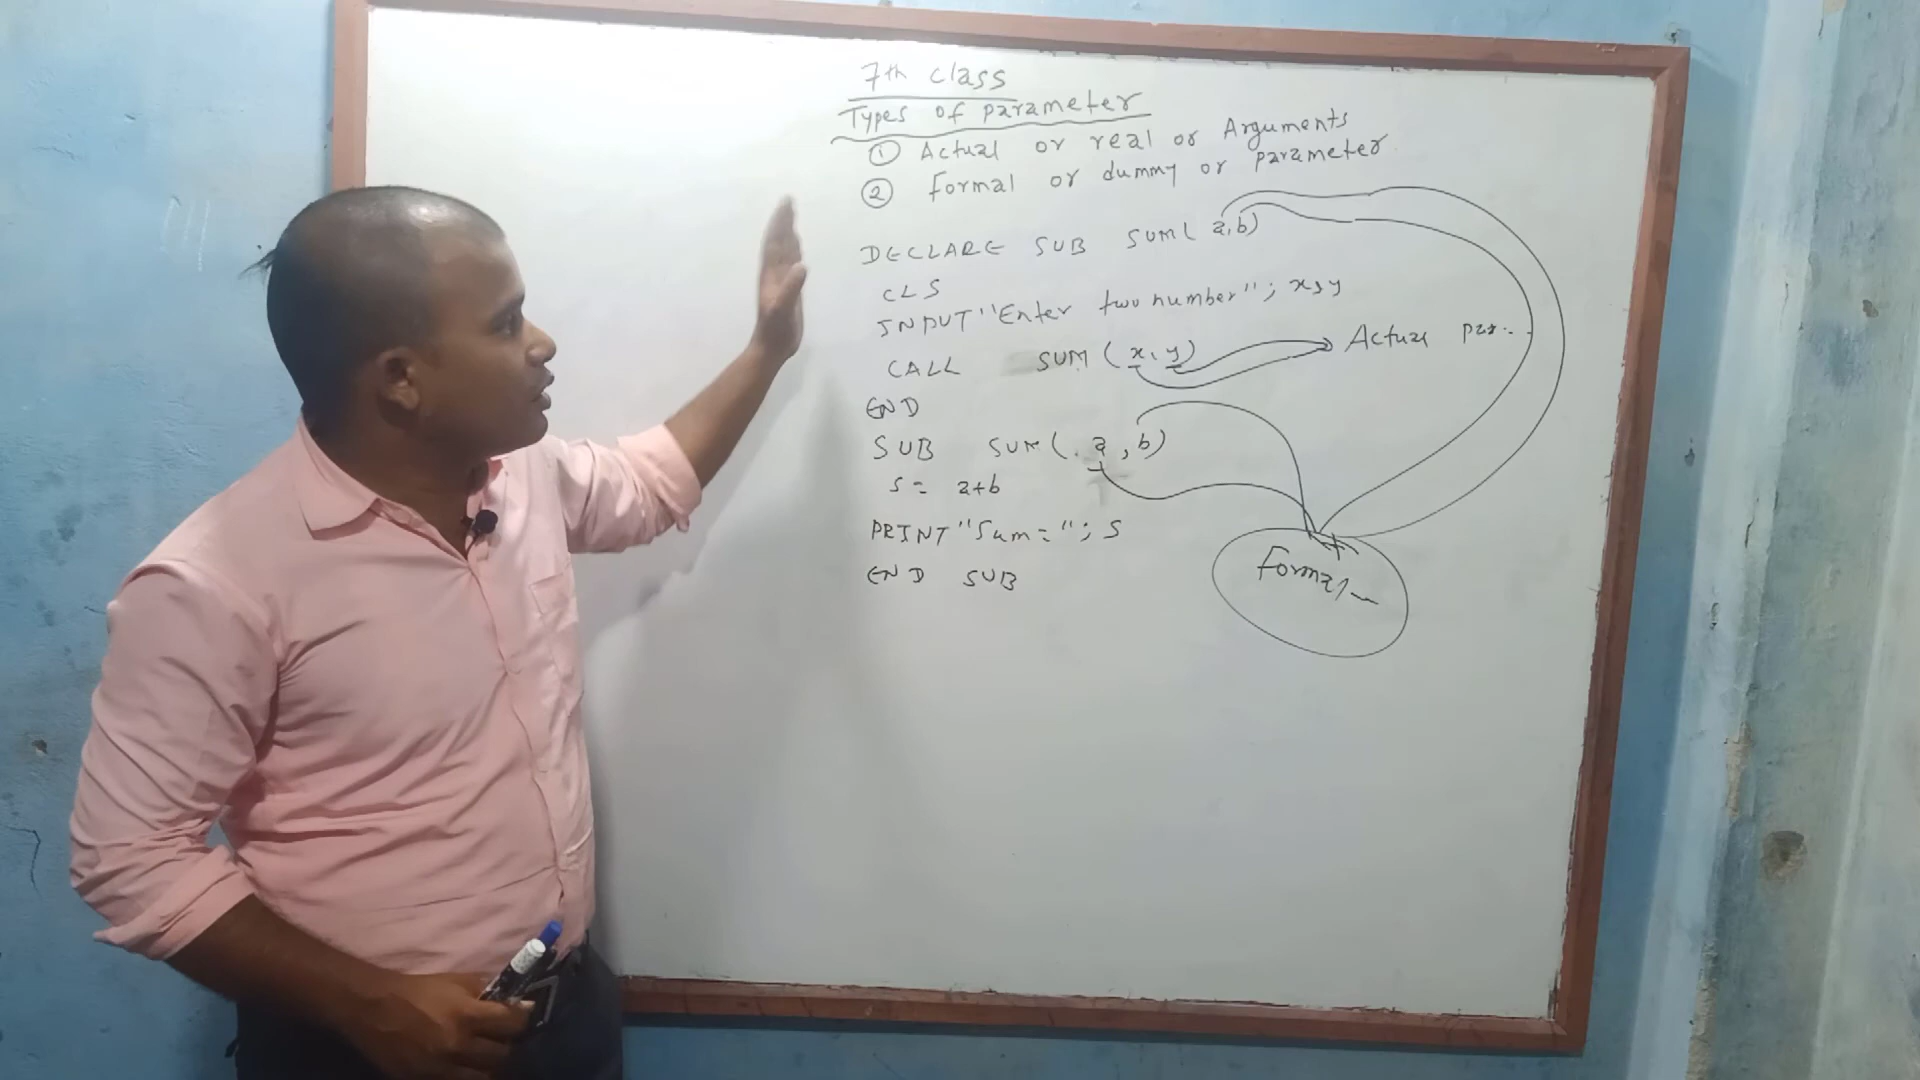 7th class
Types of parameter
① Actual or real or Arguments
② Formal or dummy or parameter
DECLARE SUB SUM( a,b)
CLS
INPUT "Enter two number"; x,y
CALL SUM ( x, y) Actual par..
END
SUB SUM(. a , b)
s= a+b
PRINT "Sum="; S
END SUB
Formal